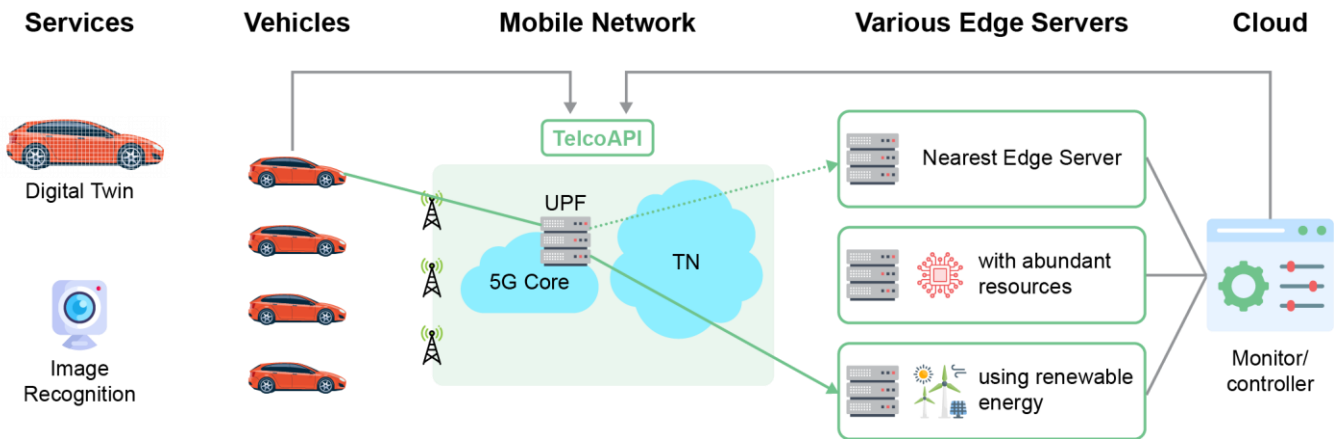 Services
Vehicles
Mobile Network
Various Edge Servers
Cloud
TelcoAPI
Digital Twin
Image
Recognition
UPF
5G Core
TN
Nearest Edge Server
with abundant
resources
using renewable
energy
Monitor/
controller